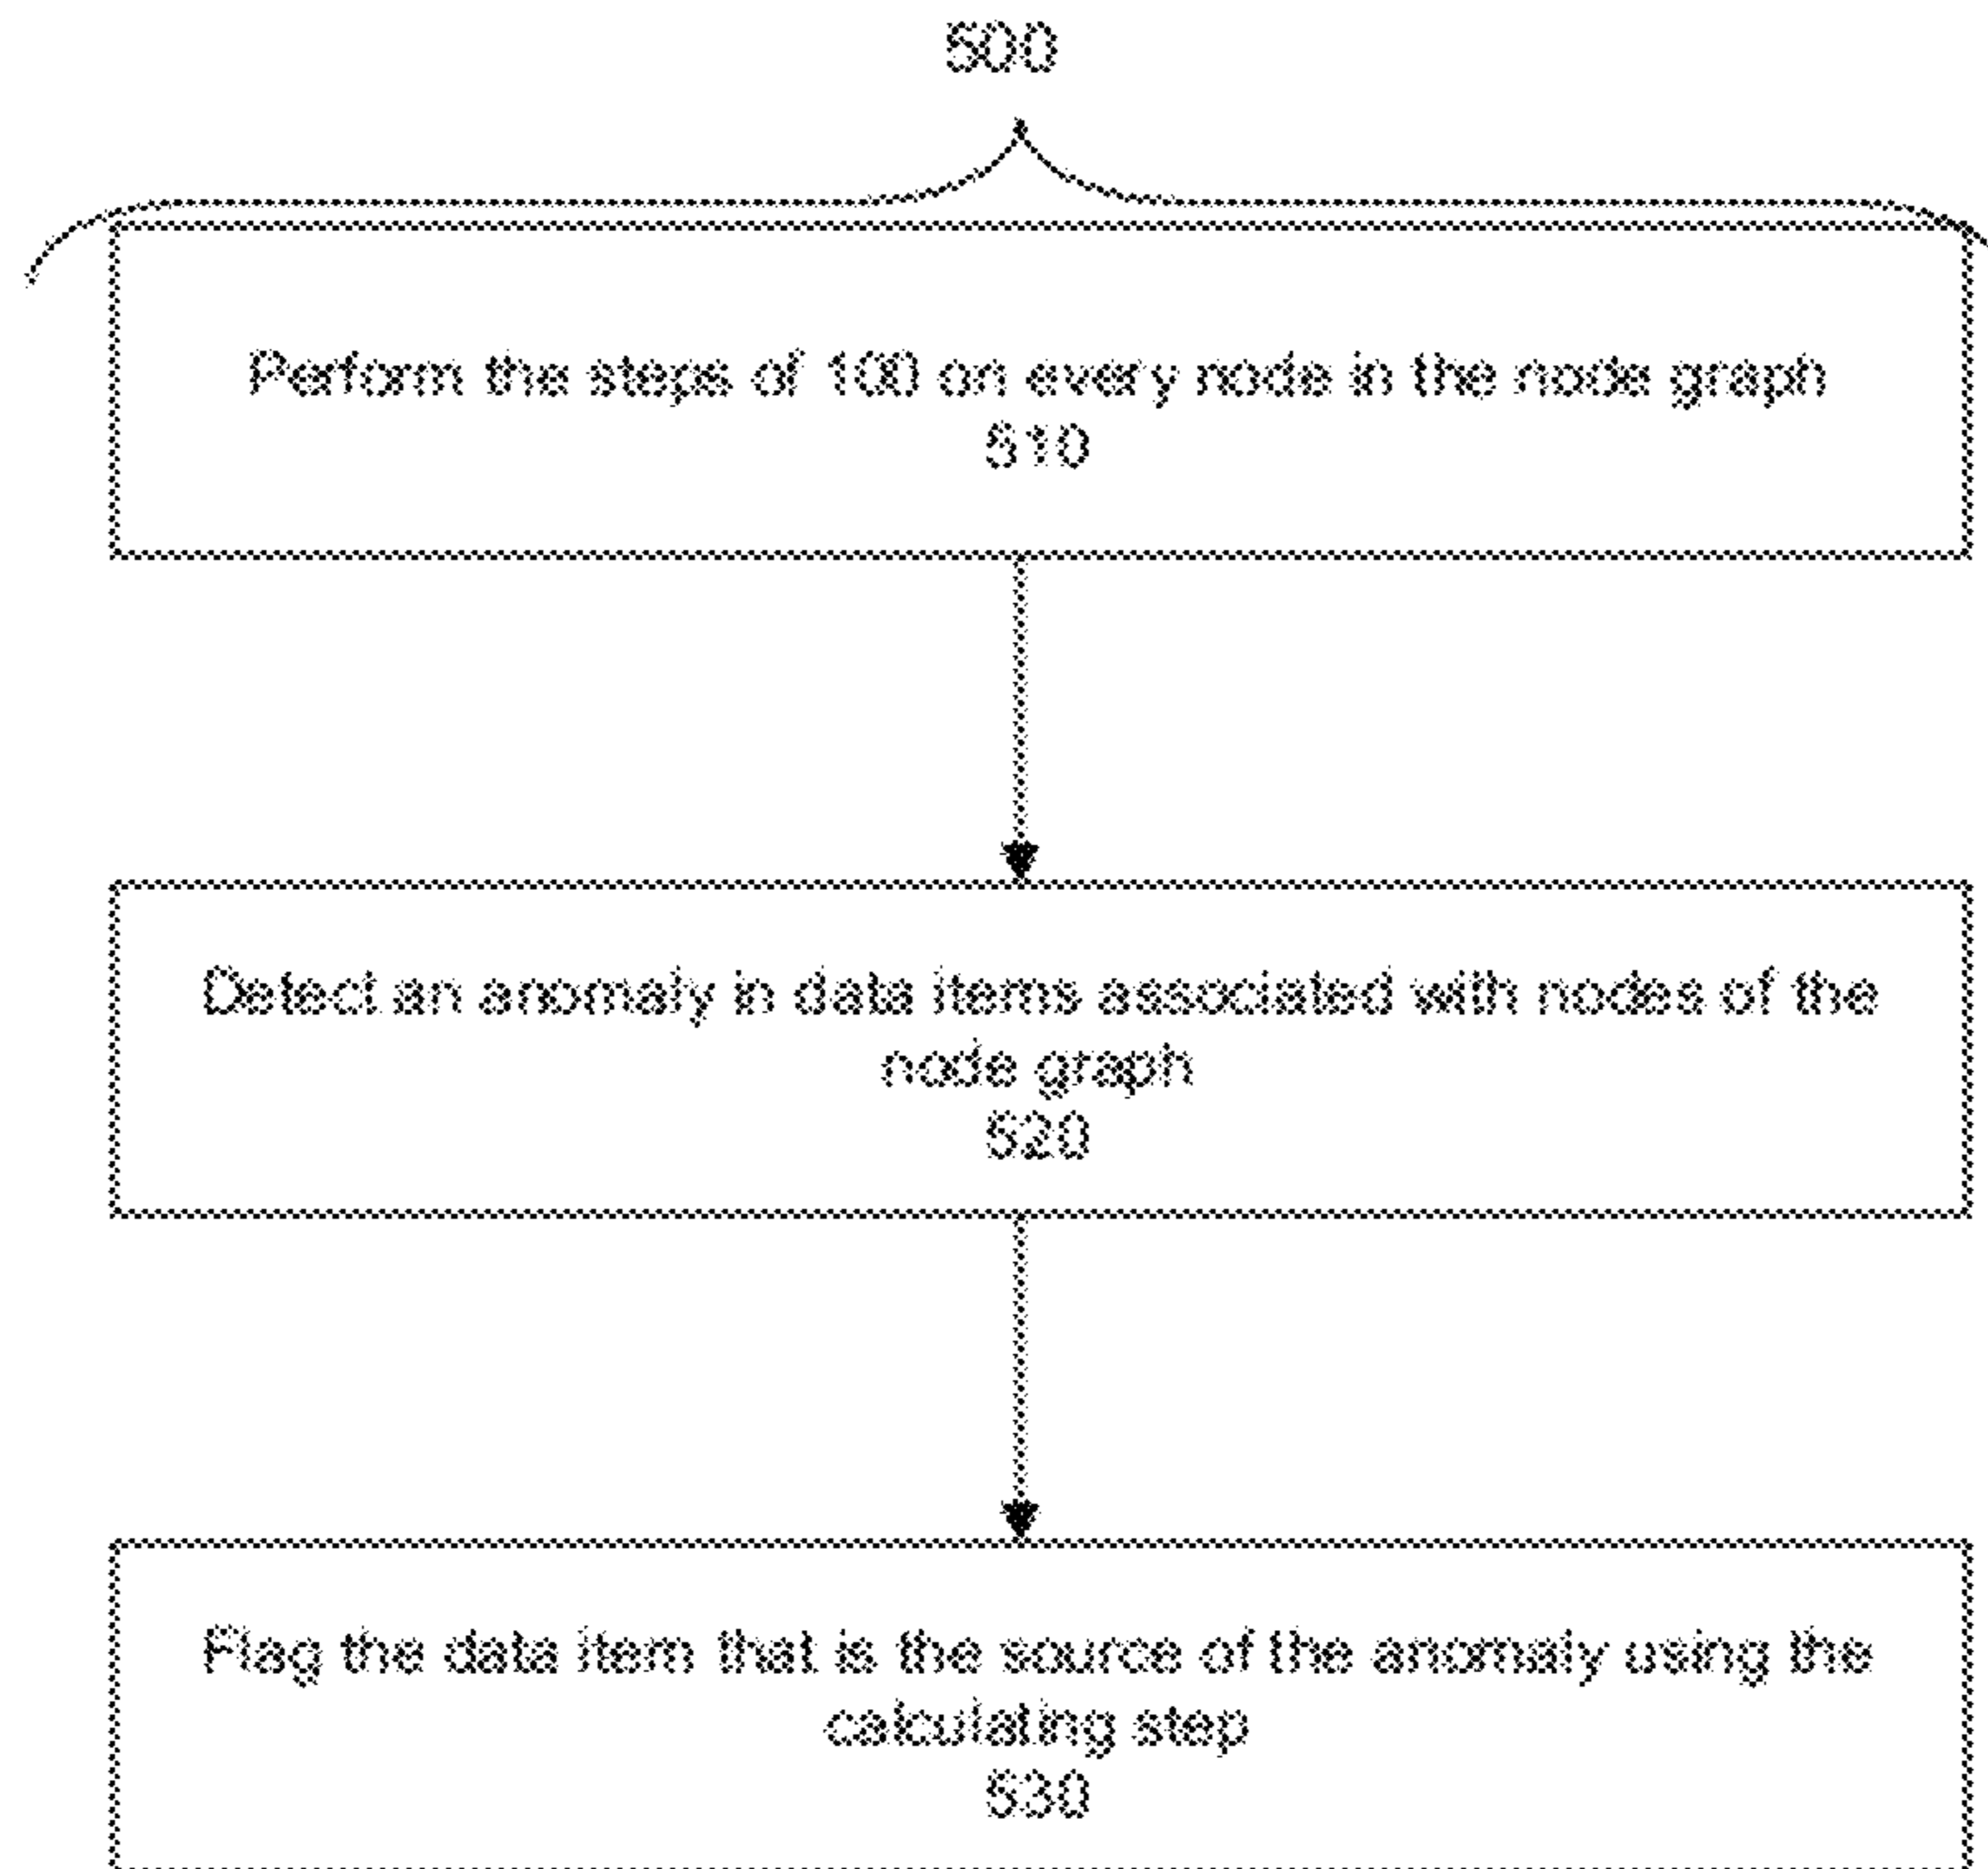 500
Perform the steps of 100 on every node in the node graph
510
Detect an anomaly in data items associated with nodes of the
node graph
520
Flag the data item that is the source of the anomaly using the
calculating step
530